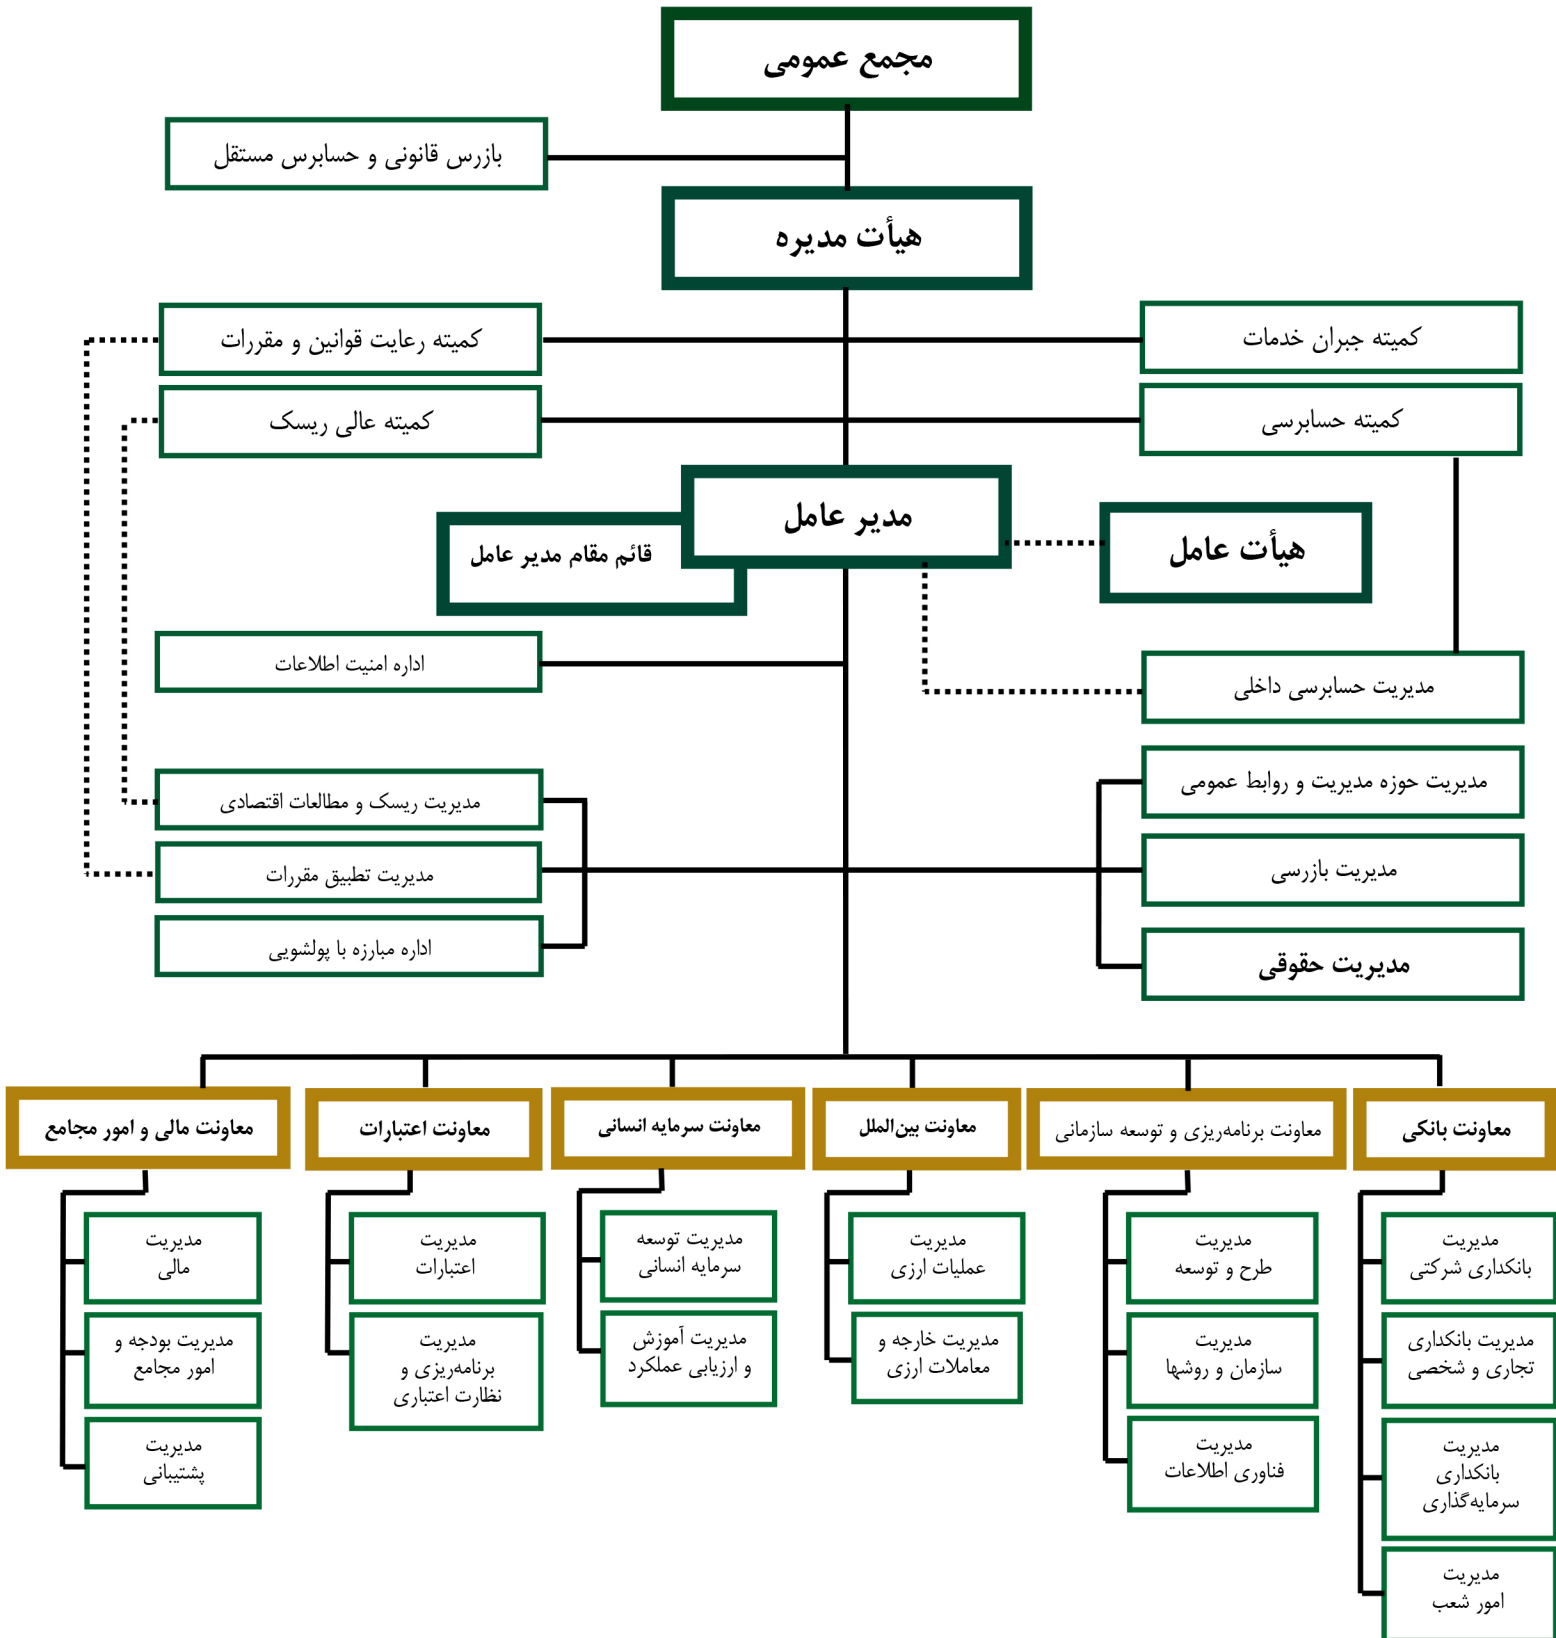 مجمع عمومی
بازرس قانونی و حسابرس مستقل
هیأت مدیره
کمیته جبران خدمات
کمیته رعایت قوانین و مقررات
کمیته حسابرسی
کمیته عالی ریسک
مدیر عامل
هیأت عامل
قائم مقام مدیر عامل
مدیریت حسابرسی داخلی
اداره امنیت اطلاعات
مدیریت حوزه مدیریت و روابط عمومی
مدیریت ریسک و مطالعات اقتصادی
مدیریت بازرسی
مدیریت تطبیق مقررات
مدیریت حقوقی
اداره مبارزه با پولشویی
معاونت بانکی
مدیریت
بانکداری شرکتی
مدیریت بانکداری
تجاری و شخصی
مدیریت
بانکداری
سرمایه‌گذاری
مدیریت
امور شعب
معاونت برنامه‌ریزی و توسعه سازمانی
مدیریت
طرح و توسعه
مدیریت
سازمان و روشها
مدیریت
فناوری اطلاعات
معاونت بین‌الملل
مدیریت
عملیات ارزی
مدیریت خارجه و
معاملات ارزی
معاونت سرمایه انسانی
مدیریت توسعه
سرمایه انسانی
مدیریت آموزش
و ارزیابی عملکرد
معاونت اعتبارات
مدیریت
اعتبارات
مدیریت
برنامه‌ریزی و
نظارت اعتباری
معاونت مالی و امور مجامع
مدیریت
مالی
مدیریت بودجه و
امور مجامع
مدیریت
پشتیبانی